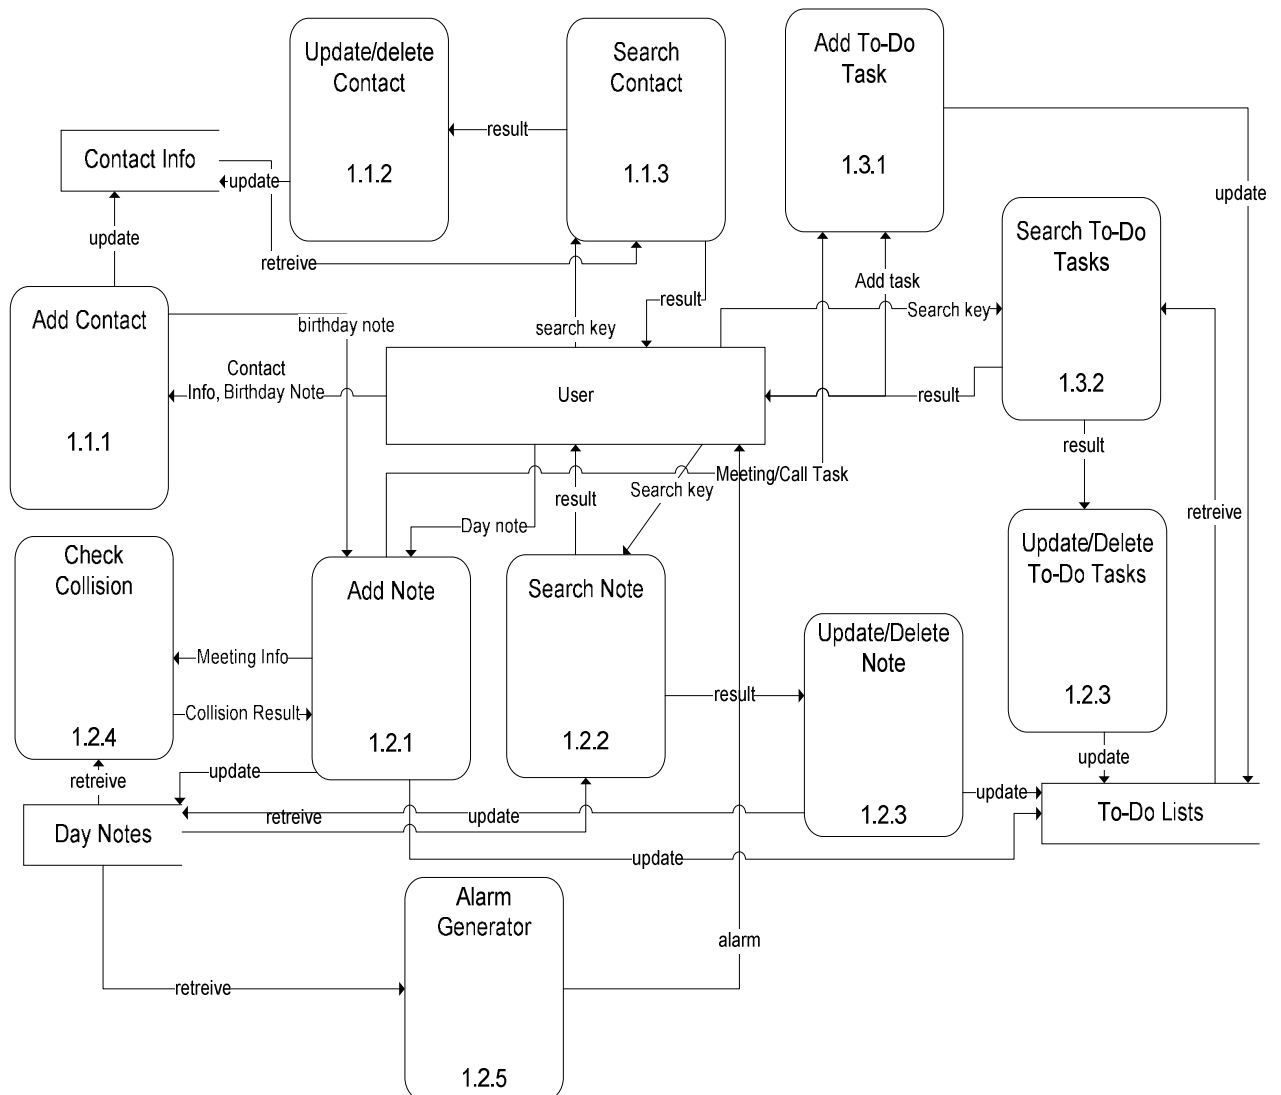 Update/delete
Contact
1.1.2
Search
Contact
1.1.3
Add To-Do
Task
1.3.1
result
Contact Info
update
update
retreive
update
Search To-Do
Tasks
1.3.2
Add Contact
1.1.1
birthday note
search key
result
Add task
Search key
Contact
Info, Birthday Note
User
result
result
Meeting/Call Task
Search key
result
Day note
retreive
Update/Delete
To-Do Tasks
1.2.3
Check
Collision
1.2.4
Add Note
1.2.1
Search Note
1.2.2
Update/Delete
Note
1.2.3
Meeting Info
Collision Result
result
update
retreive
update
update
Day Notes
retreive
update
To-Do Lists
update
Alarm
Generator
1.2.5
alarm
retreive